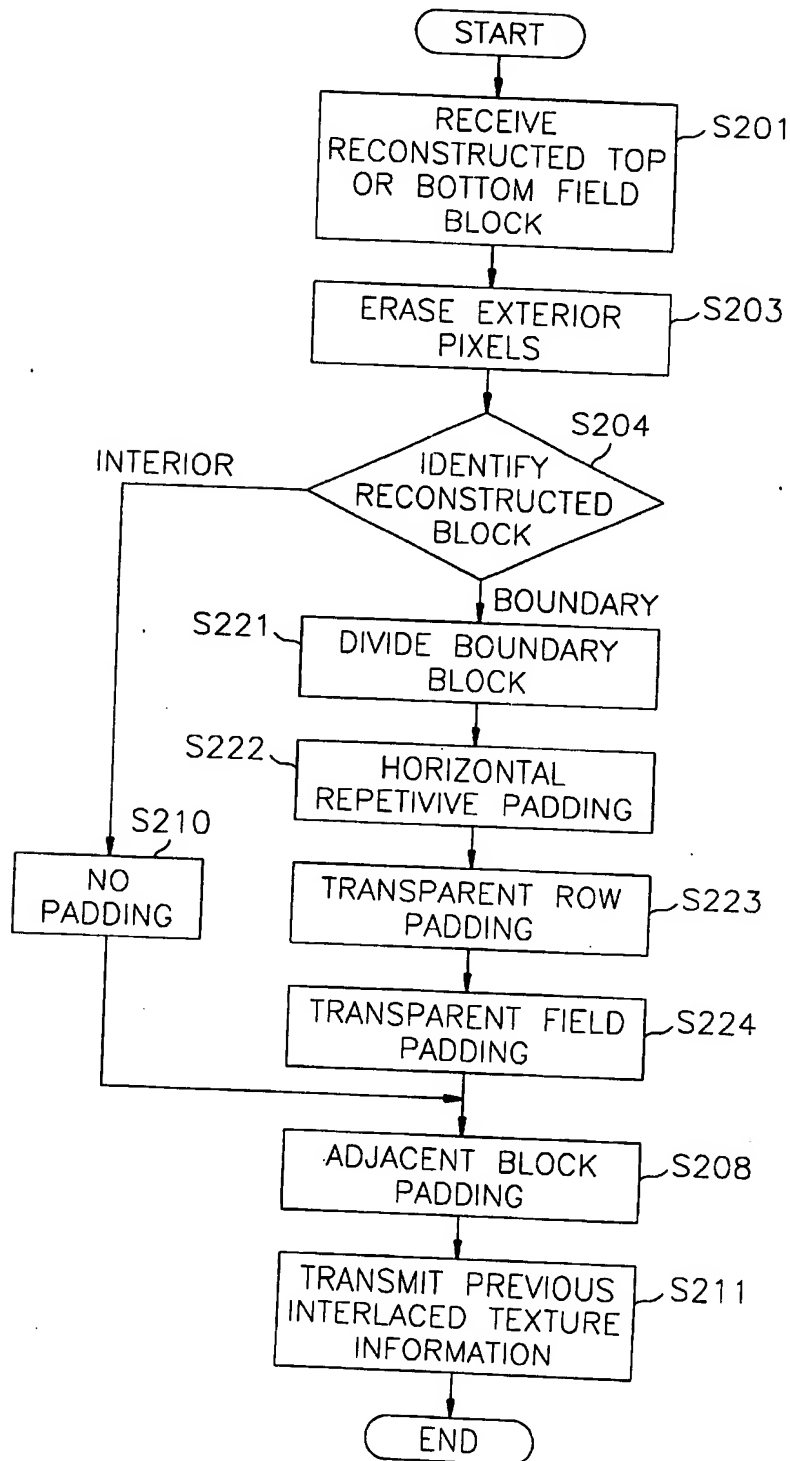 START
RECEIVE
RECONSTRUCTED TOP
OR BOTTOM FIELD
BLOCK
S201
ERASE EXTERIOR
PIXELS
S203
S204
INTERIOR
IDENTIFY
RECONSTRUCTED
BLOCK
BOUNDARY
S221
DIVIDE BOUNDARY
BLOCK
S222
HORIZONTAL
REPETIVIVE PADDING
S210
NO
PADDING
TRANSPARENT ROW
PADDING
S223
TRANSPARENT FIELD
PADDING
S224
ADJACENT BLOCK
PADDING
S208
TRANSMIT PREVIOUS
INTERLACED TEXTURE
INFORMATION
S211
END